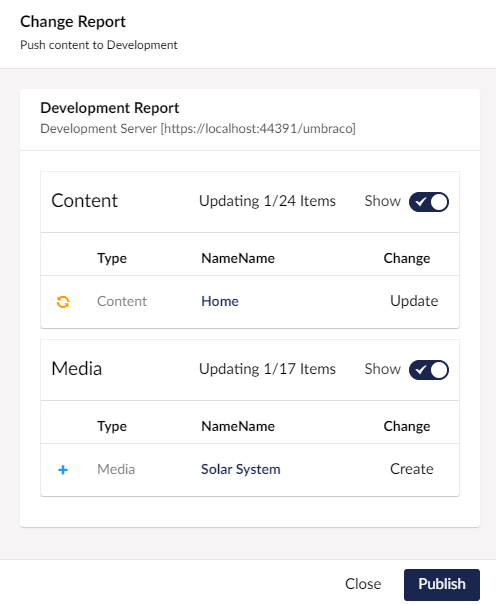 Change Report
Push content to Development
Development Report
Development Server [https://localhost:44391/umbraco]
Content Updating 1/24 Items Show
Type NameName Change
Content Home Update
Media Updating 1/17 Items Show
Type NameName Change
Media Solar System Create
Close Publish